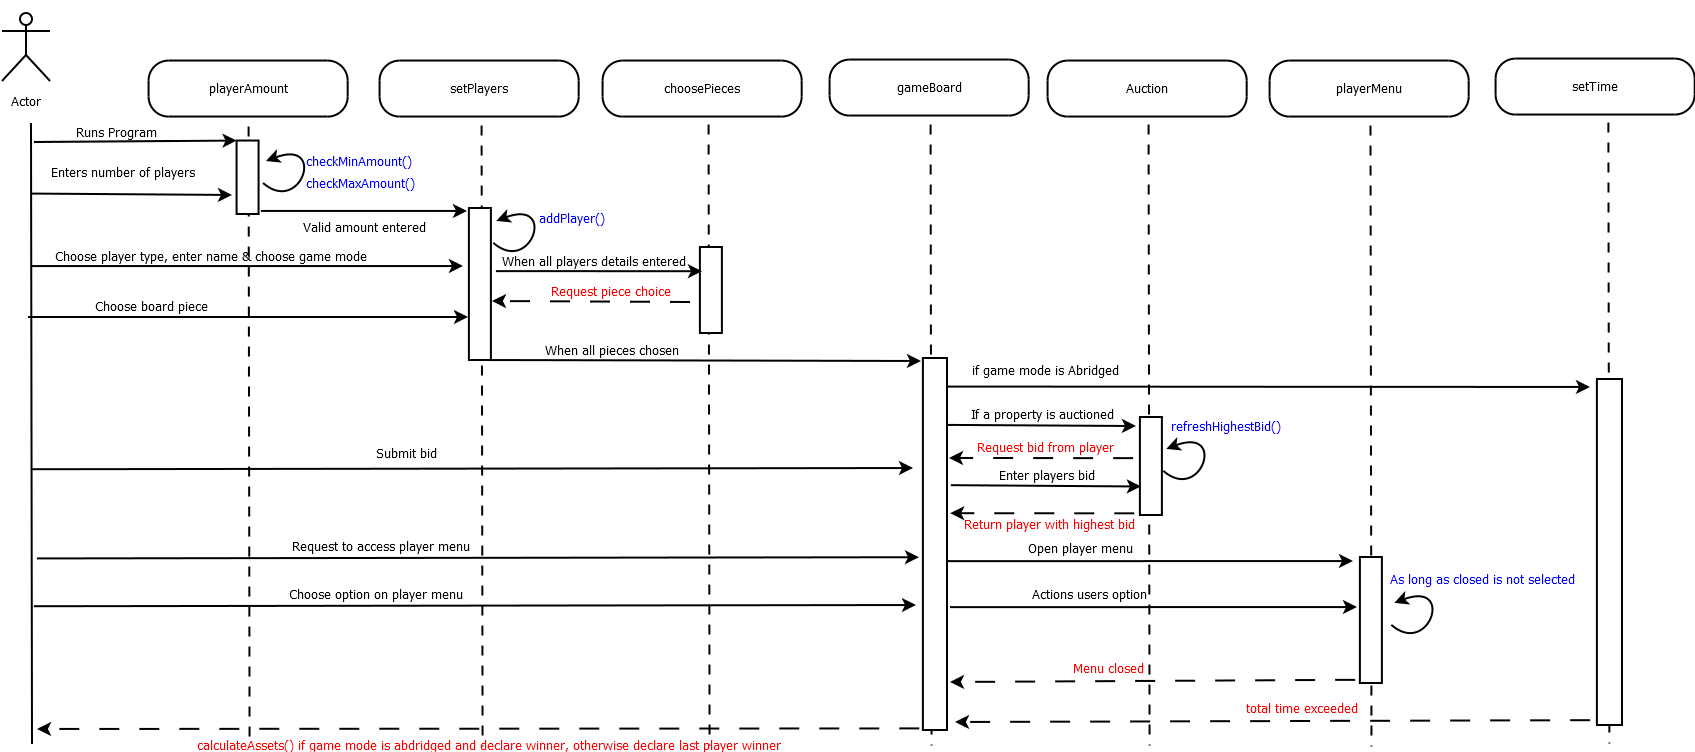 Actor
playerAmount
setPlayers
choosePieces
gameBoard
Auction
playerMenu
setTime
Runs Program
checkMinAmount()
Enters number of players
checkMaxAmount()
addPlayer()
Valid amount entered
Choose player type, enter name & choose game mode
When all players details entered
Request piece choice
Choose board piece
When all pieces chosen
if game mode is Abridged
If a property is auctioned
refreshHighestBid()
Request bid from player
Submit bid
Enter players bid
Return player with highest bid
Request to access player menu
Open player menu
As long as closed is not selected
Choose option on player menu
Actions users option
Menu closed
total time exceeded
calculateAssets() if game mode is abdridged and declare winner, otherwise declare last player winner